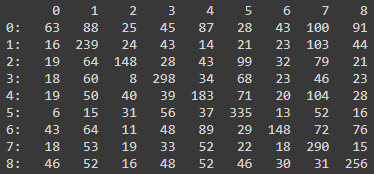 0 1 2 3 4 5 6 7 8
0: 63 88 25 45 87 28 43 100 91
1: 16 239 24 43 14 21 23 103 44
2: 19 64 148 28 43 99 32 79 21
3: 18 60 8 298 34 68 23 46 23
4: 19 50 40 39 183 71 20 104 28
5: 6 15 31 56 37 335 13 52 16
6: 43 64 11 48 89 29 148 72 76
7: 18 53 19 33 52 22 18 290 15
8: 46 52 16 48 52 46 30 31 256